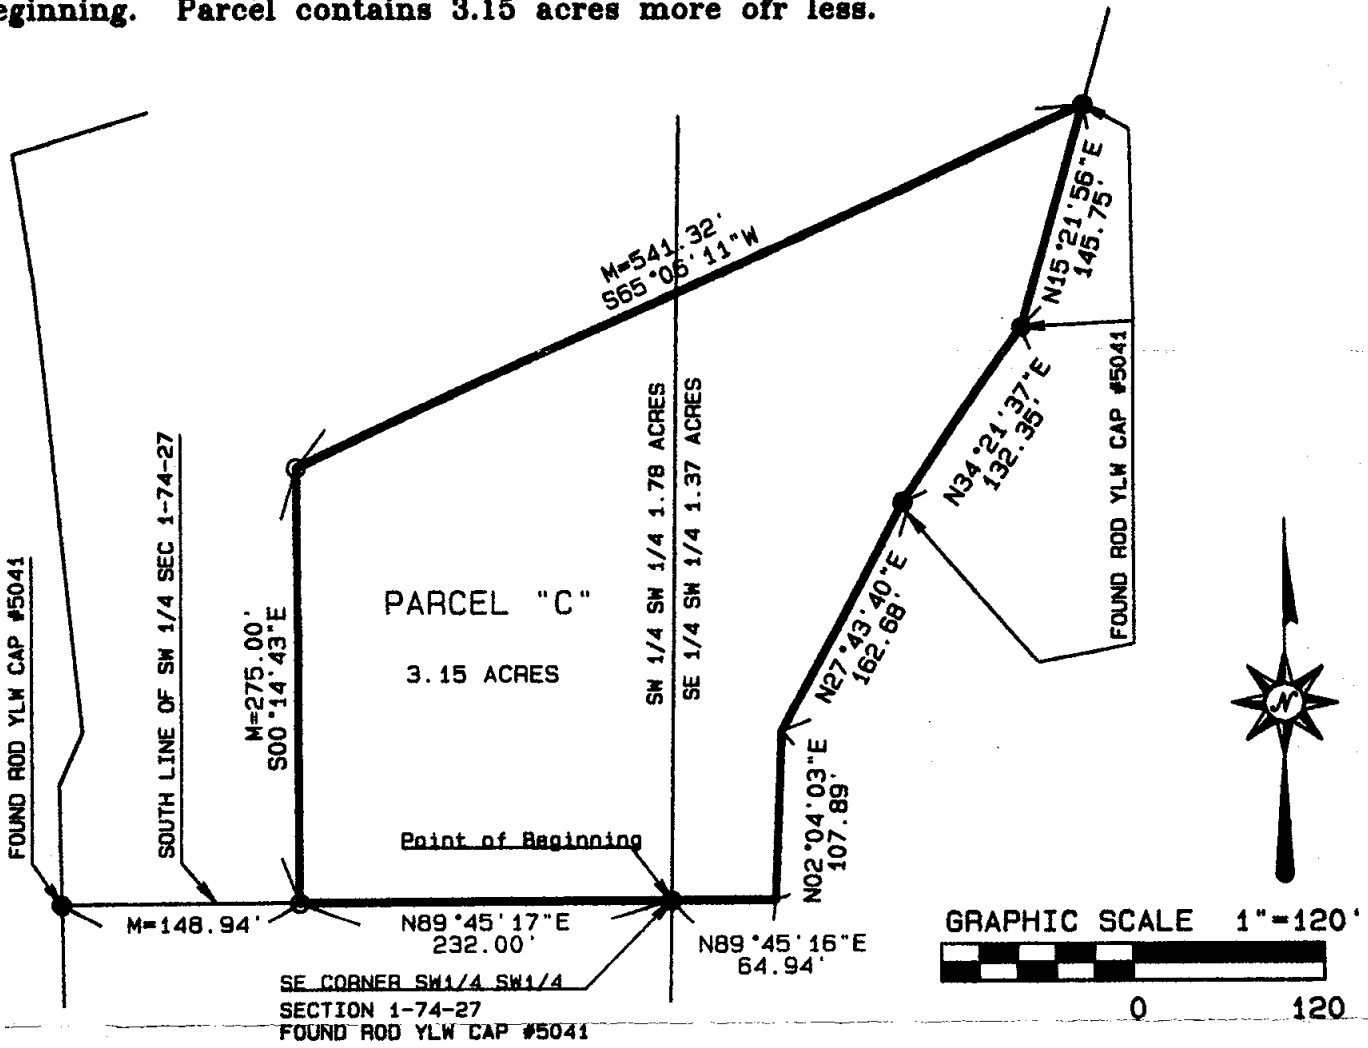 eginning. Parcel contains 3.15 acres more ofr less.
M=541.32'
S65°06'11"W
N15°21'56"E
145.75'
N34°21'37"E
132.35'
FOUND ROD YLW CAP #5041
N27°43'40"E
162.68'
N02°04'03"E
107.89'
SW 1/4 SW 1/4 1.78 ACRES
SE 1/4 SW 1/4 1.37 ACRES
PARCEL "C"
3.15 ACRES
M=275.00'
S00°14'43"E
SOUTH LINE OF SW 1/4 SEC 1-74-27
FOUND ROD YLW CAP #5041
Point of Beginning
M=148.94'
N89°45'17"E
232.00'
N89°45'16"E
64.94'
SE CORNER SW1/4 SW1/4
SECTION 1-74-27
FOUND ROD YLW CAP #5041
N
GRAPHIC SCALE 1"=120'
0 120